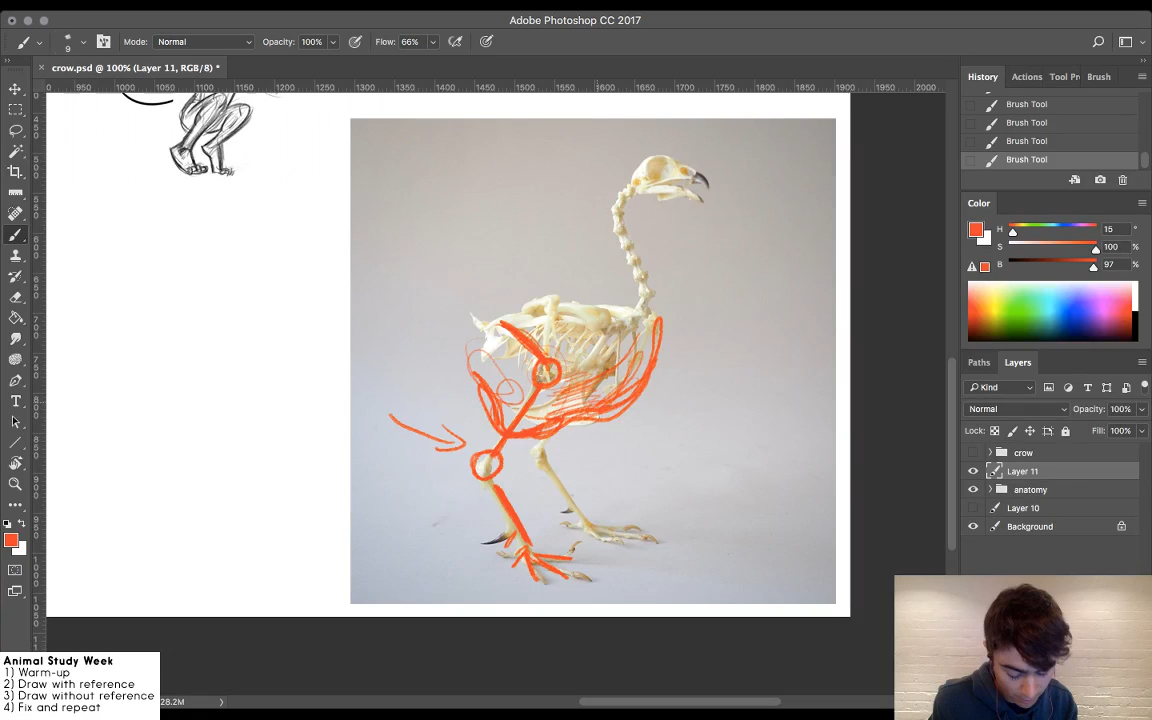 Adobe Photoshop CC 2017
9 Mode: Normal Opacity: 100% Flow: 66%
crow.psd @ 100% (Layer 11, RGB/8) *
0 950 1000 1050 1100 1150 1200 1250 1300 1350 1400 1450 1500 1550 1600 1650 1700 1750 1800 1850 1900 1950 2000
History Actions Tool Pr Brush
Brush Tool
Brush Tool
Brush Tool
Brush Tool
Color
H 15 °
S 100 %
B 97 %
Paths Layers
Kind
Normal Opacity: 100%
Lock: Fill: 100%
crow
Layer 11
anatomy
Layer 10
Background
Animal Study Week
1) Warm-up
2) Draw with reference
3) Draw without reference
4) Fix and repeat
28.2M